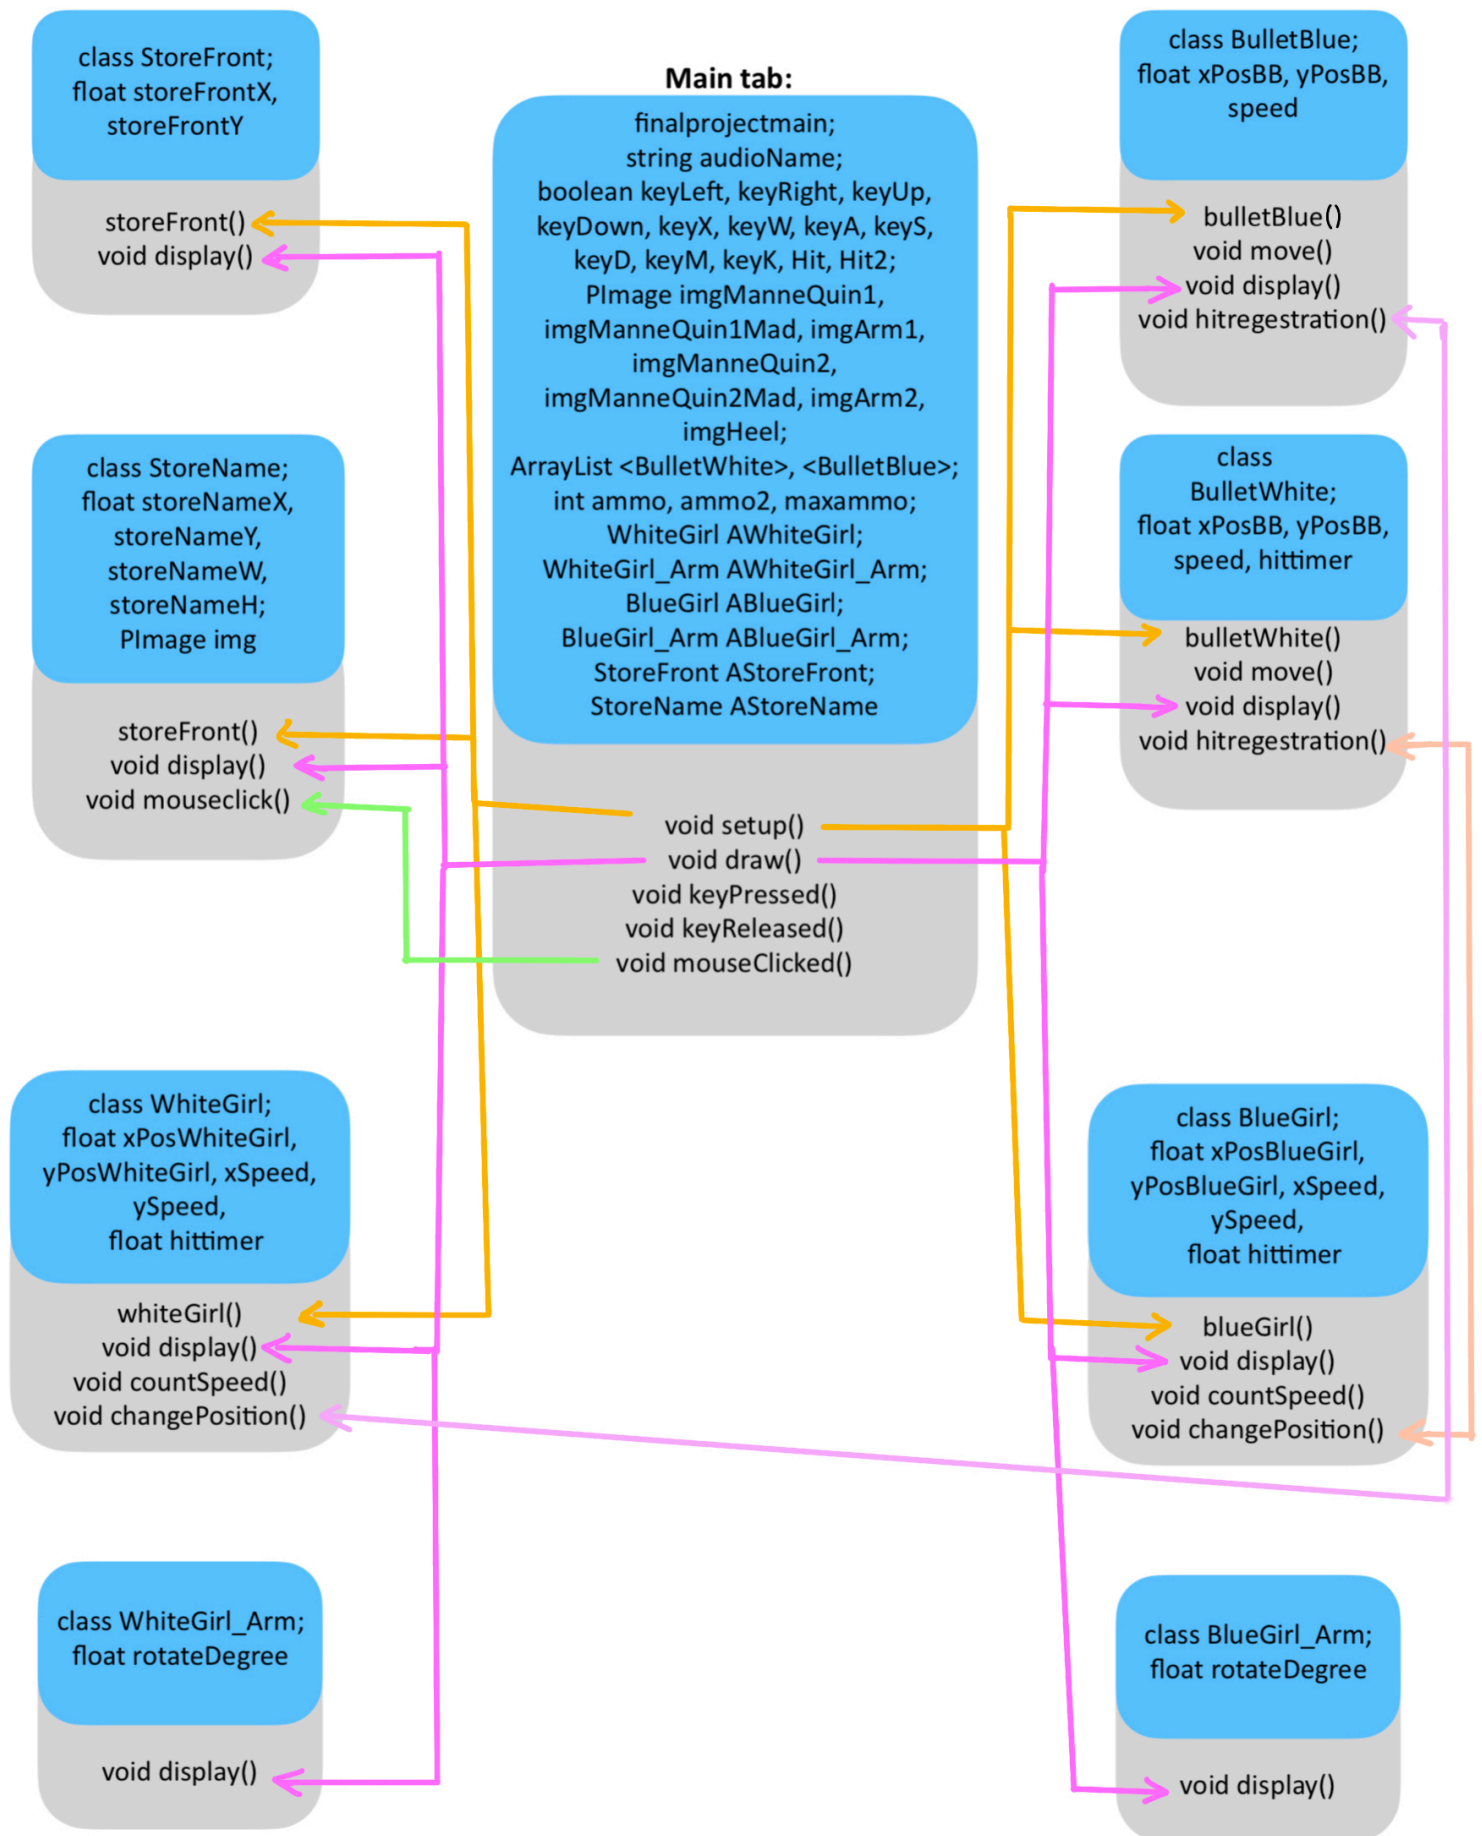 class StoreFront;
float storeFrontX,
storeFrontY
storeFront()
void display()
class StoreName;
float storeNameX,
storeNameY,
storeNameW,
storeNameH;
PImage img
storeFront()
void display()
void mouseclick()
class WhiteGirl;
float xPosWhiteGirl,
yPosWhiteGirl, xSpeed,
ySpeed,
float hittimer
whiteGirl()
void display()
void countSpeed()
void changePosition()
class WhiteGirl_Arm;
float rotateDegree
void display()
Main tab:
finalprojectmain;
string audioName;
boolean keyLeft, keyRight, keyUp,
keyDown, keyX, keyW, keyA, keyS,
keyD, keyM, keyK, Hit, Hit2;
PImage imgManneQuin1,
imgManneQuin1Mad, imgArm1,
imgManneQuin2,
imgManneQuin2Mad, imgArm2,
imgHeel;
ArrayList <BulletWhite>, <BulletBlue>;
int ammo, ammo2, maxammo;
WhiteGirl AWhiteGirl;
WhiteGirl_Arm AWhiteGirl_Arm;
BlueGirl ABlueGirl;
BlueGirl_Arm ABlueGirl_Arm;
StoreFront AStoreFront;
StoreName AStoreName
void setup()
void draw()
void keyPressed()
void keyReleased()
void mouseClicked()
class BulletBlue;
float xPosBB, yPosBB,
speed
bulletBlue()
void move()
void display()
void hitregestration()
class
BulletWhite;
float xPosBB, yPosBB,
speed, hittimer
bulletWhite()
void move()
void display()
void hitregestration()
class BlueGirl;
float xPosBlueGirl,
yPosBlueGirl, xSpeed,
ySpeed,
float hittimer
blueGirl()
void display()
void countSpeed()
void changePosition()
class BlueGirl_Arm;
float rotateDegree
void display()